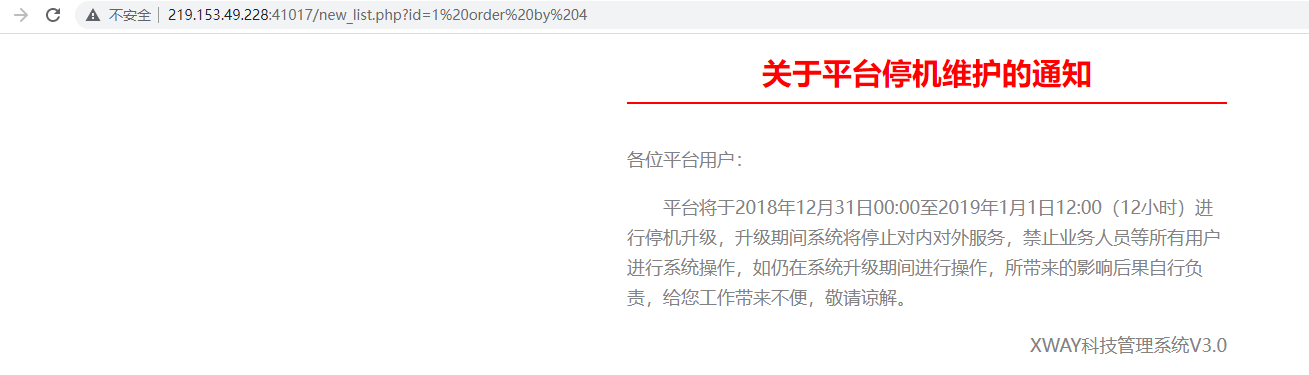 不安全 | 219.153.49.228:41017/new_list.php?id=1%20order%20by%204
关于平台停机维护的通知
各位平台用户：
平台将于2018年12月31日00:00至2019年1月1日12:00（12小时）进
行停机升级，升级期间系统将停止对内对外服务，禁止业务人员等所有用户
进行系统操作，如仍在系统升级期间进行操作，所带来的影响后果自行负
责，给您工作带来不便，敬请谅解。
XWAY科技管理系统V3.0